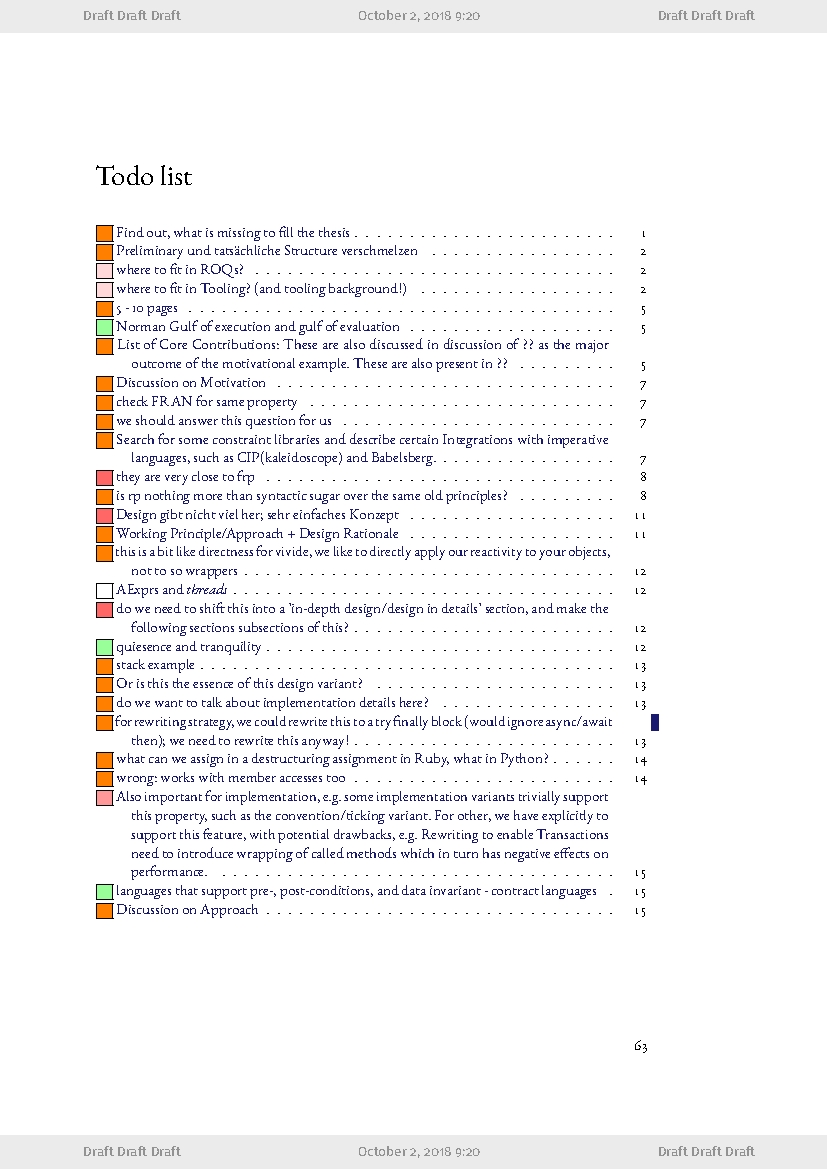 Draft Draft Draft October 2, 2018 9:20 Draft Draft Draft
Todo list
Find out, what is missing to fill the thesis . . . . . . . . . . . . . . . . . . . . . . . . 1
Preliminary und tatsächliche Structure verschmelzen . . . . . . . . . . . . . . . . . 2
where to fit in ROQs? . . . . . . . . . . . . . . . . . . . . . . . . . . . . . . . . . 2
where to fit in Tooling? (and tooling background!) . . . . . . . . . . . . . . . . . . 2
5 - 10 pages . . . . . . . . . . . . . . . . . . . . . . . . . . . . . . . . . . . . . . . 5
Norman Gulf of execution and gulf of evaluation . . . . . . . . . . . . . . . . . . . 5
List of Core Contributions: These are also discussed in discussion of ?? as the major
outcome of the motivational example. These are also present in ?? . . . . . . . . . 5
Discussion on Motivation . . . . . . . . . . . . . . . . . . . . . . . . . . . . . . . 7
check FRAN for same property . . . . . . . . . . . . . . . . . . . . . . . . . . . . 7
we should answer this question for us . . . . . . . . . . . . . . . . . . . . . . . . . 7
Search for some constraint libraries and describe certain Integrations with imperative
languages, such as CIP(kaleidoscope) and Babelsberg. . . . . . . . . . . . . . . . . 7
they are very close to frp . . . . . . . . . . . . . . . . . . . . . . . . . . . . . . . . 8
is rp nothing more than syntactic sugar over the same old principles? . . . . . . . . . 8
Design gibt nicht viel her; sehr einfaches Konzept . . . . . . . . . . . . . . . . . . . 11
Working Principle/Approach + Design Rationale . . . . . . . . . . . . . . . . . . . 11
this is a bit like directness for vivide, we like to directly apply our reactivity to your objects,
not to so wrappers . . . . . . . . . . . . . . . . . . . . . . . . . . . . . . . . . . 12
AExprs and threads . . . . . . . . . . . . . . . . . . . . . . . . . . . . . . . . . . . 12
do we need to shift this into a 'in-depth design/design in details' section, and make the
following sections subsections of this? . . . . . . . . . . . . . . . . . . . . . . . . 12
quiesence and tranquility . . . . . . . . . . . . . . . . . . . . . . . . . . . . . . . . 12
stack example . . . . . . . . . . . . . . . . . . . . . . . . . . . . . . . . . . . . . . 13
Or is this the essence of this design variant? . . . . . . . . . . . . . . . . . . . . . . 13
do we want to talk about implementation details here? . . . . . . . . . . . . . . . . 13
for rewriting strategy, we could rewrite this to a try finally block (would ignore async/await
then); we need to rewrite this anyway! . . . . . . . . . . . . . . . . . . . . . . . . 13
what can we assign in a destructuring assignment in Ruby, what in Python? . . . . . . 14
wrong: works with member accesses too . . . . . . . . . . . . . . . . . . . . . . . . 14
Also important for implementation, e.g. some implementation variants trivially support
this property, such as the convention/ticking variant. For other, we have explicitly to
support this feature, with potential drawbacks, e.g. Rewriting to enable Transactions
need to introduce wrapping of called methods which in turn has negative effects on
performance. . . . . . . . . . . . . . . . . . . . . . . . . . . . . . . . . . . . . 15
languages that support pre-, post-conditions, and data invariant - contract languages . 15
Discussion on Approach . . . . . . . . . . . . . . . . . . . . . . . . . . . . . . . . 15
63
Draft Draft Draft October 2, 2018 9:20 Draft Draft Draft